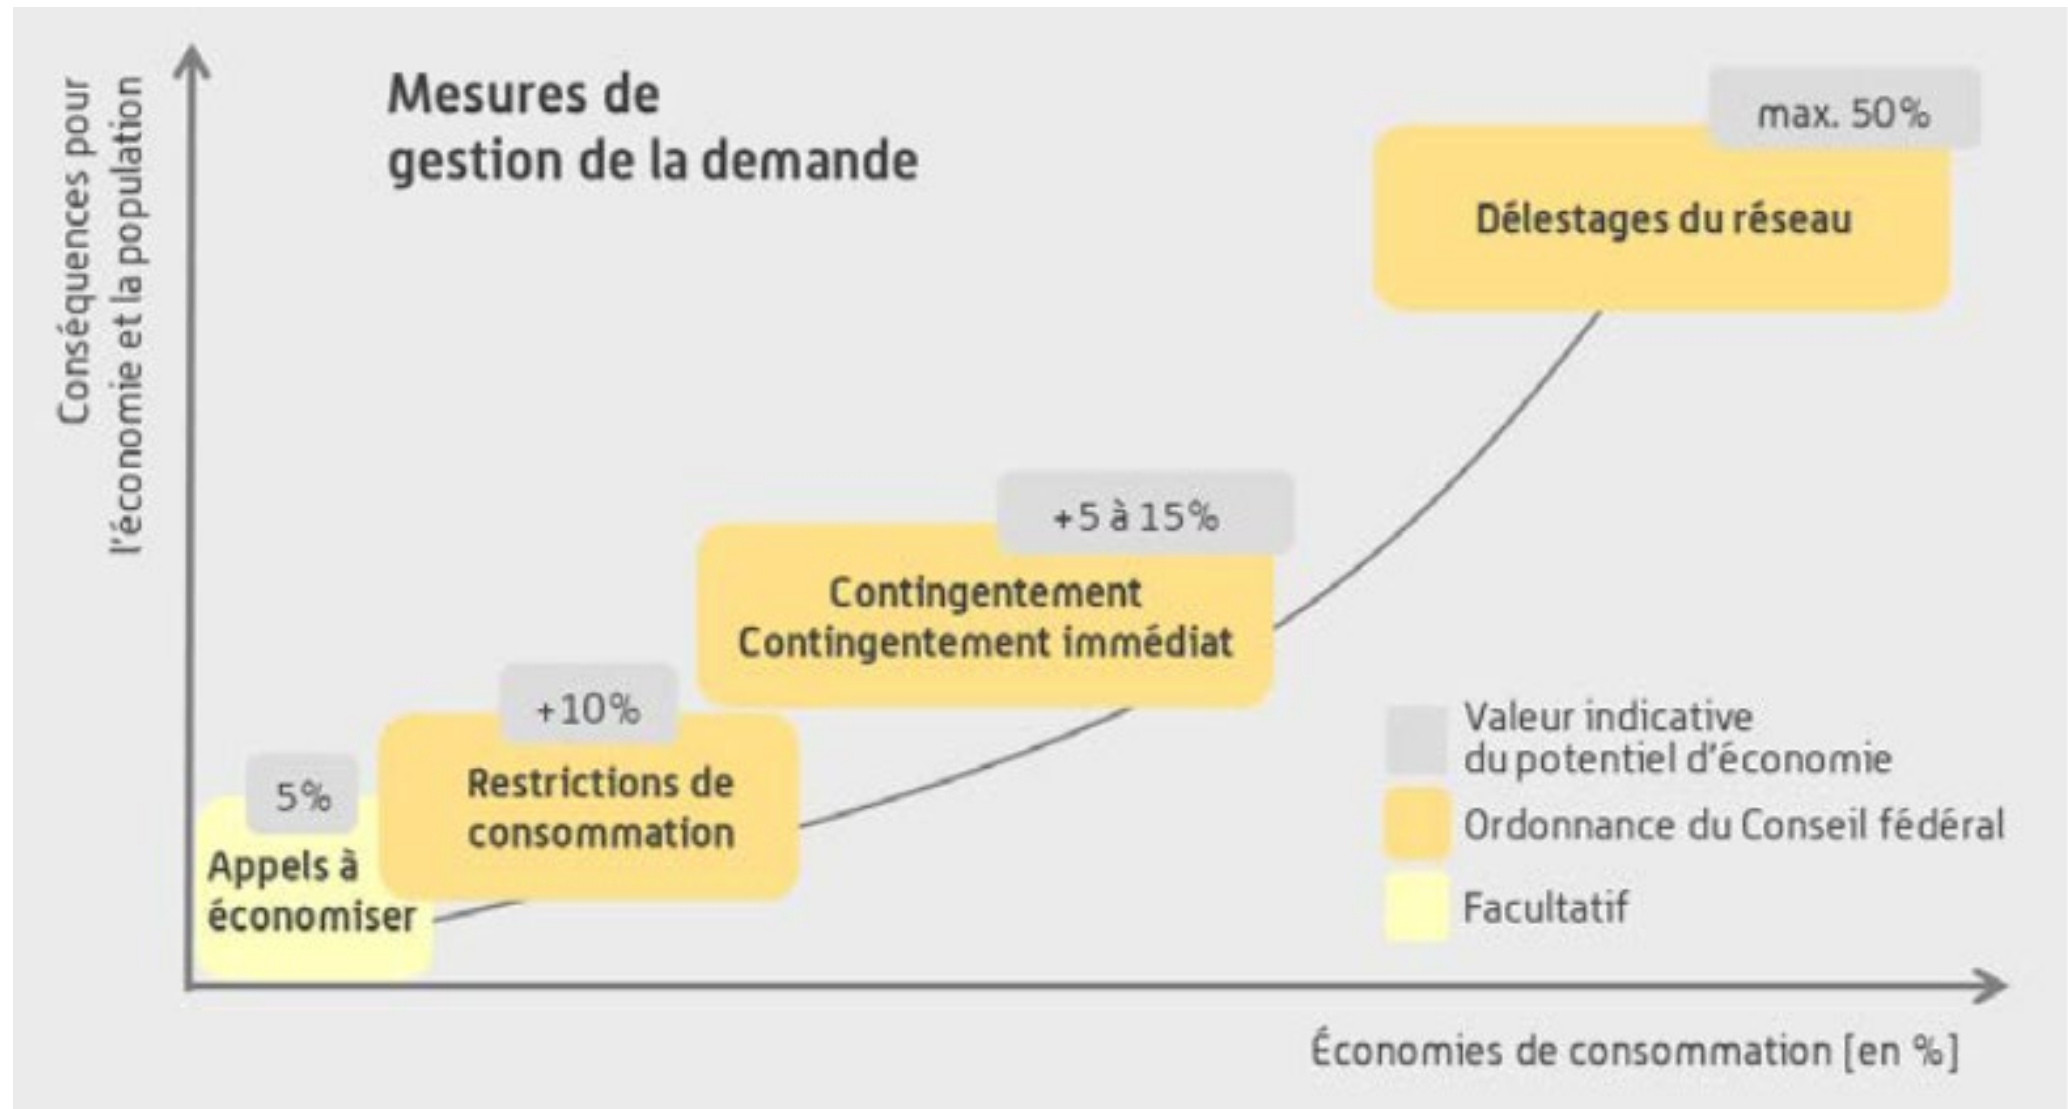 Conséquences pour
l'économie et la population
Mesures de
gestion de la demande
max. 50%
Délestages du réseau
+5 à 15%
Contingentement
Contingentement immédiat
+10%
Restrictions de
consommation
5%
Appels à
économiser
Valeur indicative
du potentiel d'économie
Ordonnance du Conseil fédéral
Facultatif
Économies de consommation [en %]